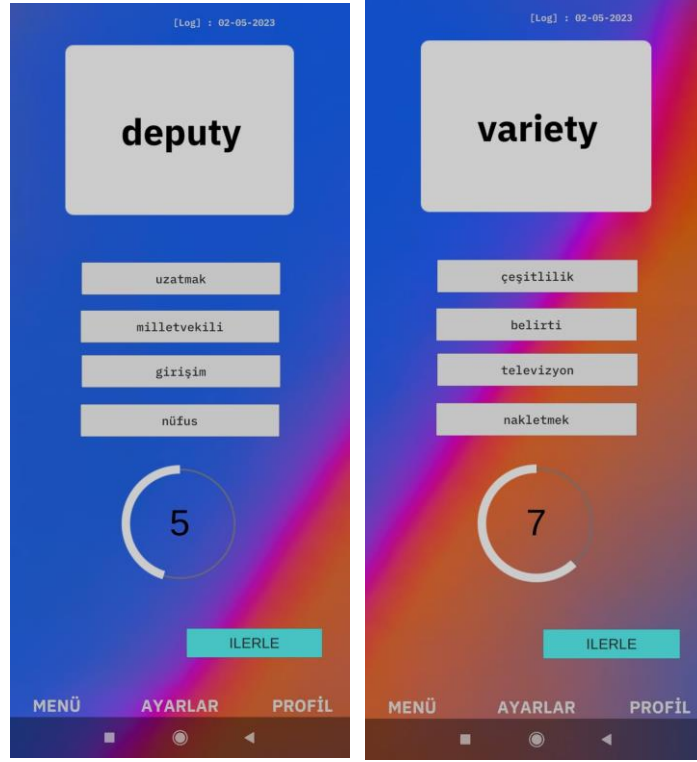 [Log] : 02-05-2023
deputy
uzatmak
milletvekili
girişim
nüfus
5
ILERLE
MENÜ AYARLAR PROFİL
[Log] : 02-05-2023
variety
çeşitlilik
belirti
televizyon
nakletmek
7
ILERLE
MENÜ AYARLAR PROFİL